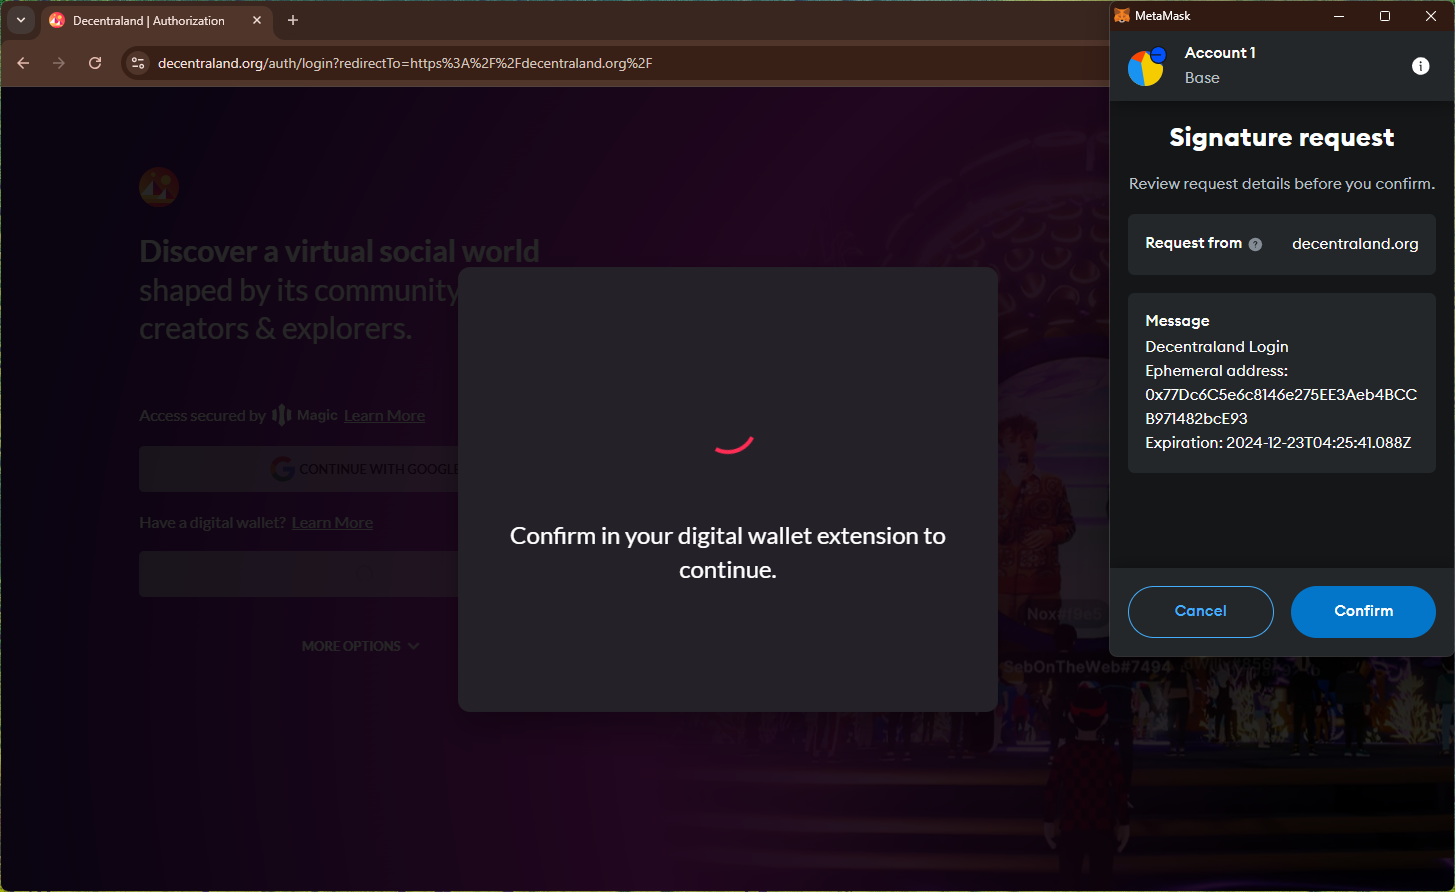 Decentraland | Authorization
decentraland.org/auth/login?redirectTo=https%3A%2F%2Fdecentraland.org%2F
Discover a virtual social world
shaped by its community
creators & explorers.
Access secured by Magic Learn More
CONTINUE WITH GOOGLE
Have a digital wallet? Learn More
MORE OPTIONS
Confirm in your digital wallet extension to
continue.
SebOnTheWeb#7494
MetaMask
Account 1
Base
Signature request
Review request details before you confirm.
Request from ? decentraland.org
Message
Decentraland Login
Ephemeral address:
0x77Dc6C5e6c8146e275EE3Aeb4BCC
B971482bcE93
Expiration: 2024-12-23T04:25:41.088Z
Cancel
Confirm